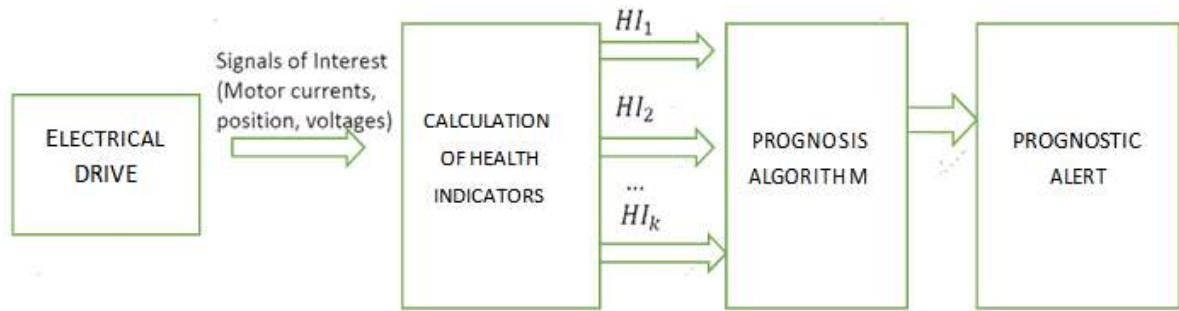 ELECTRICAL
DRIVE
Signals of Interest
(Motor currents,
position, voltages)
CALCULATION
OF HEALTH
INDICATORS
HI₁
HI₂
...
HIₖ
PROGNOSIS
ALGORITHM
PROGNOSTIC
ALERT